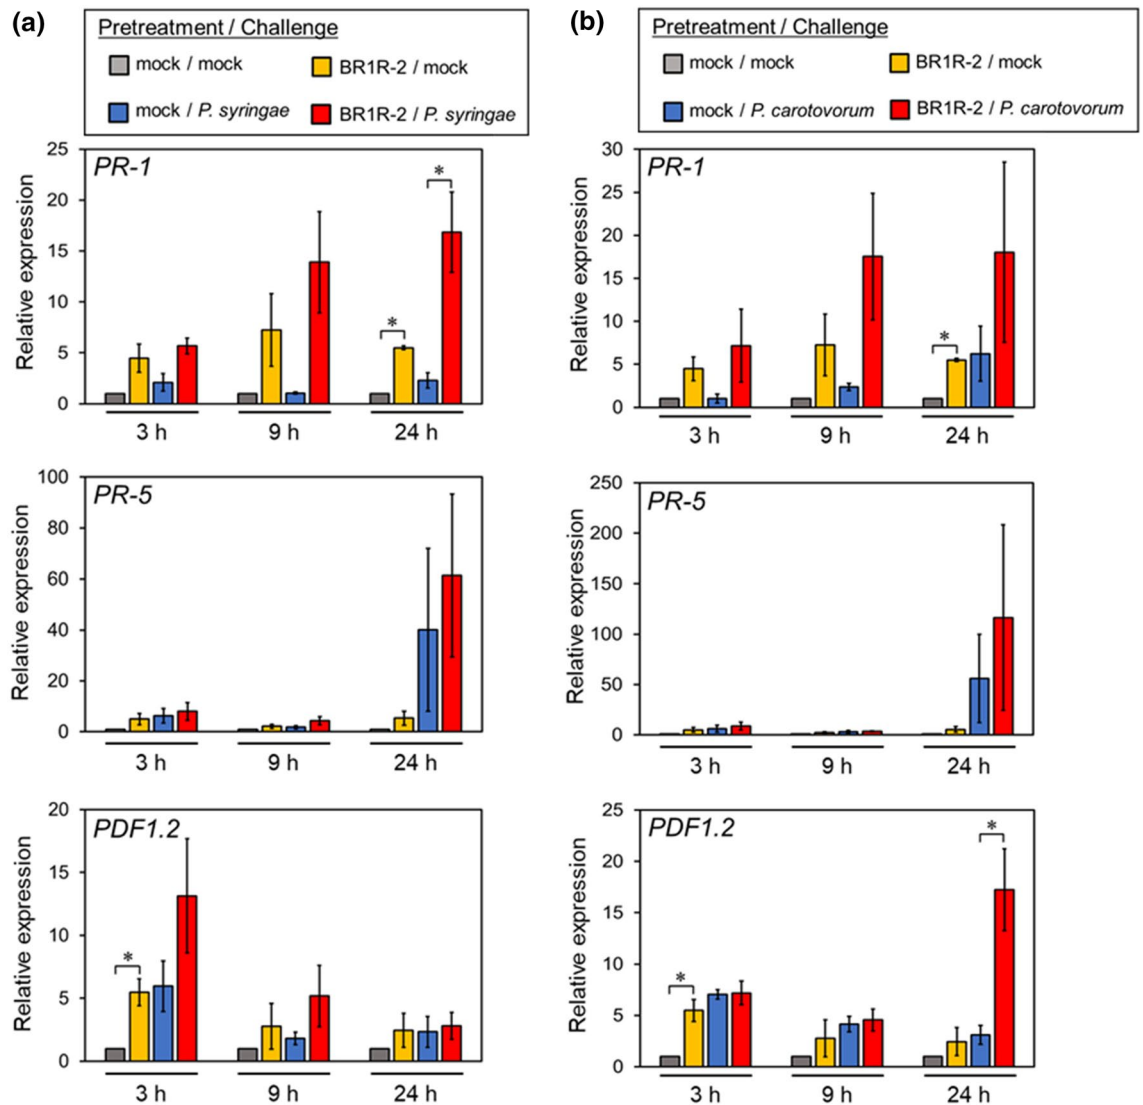 (a)
Pretreatment / Challenge
mock / mock
BR1R-2 / mock
mock / P. syringae
BR1R-2 / P. syringae
25
20
15
10
5
0
Relative expression
PR-1
*
*
3 h
9 h
24 h
100
80
60
40
20
0
Relative expression
PR-5
3 h
9 h
24 h
20
15
10
5
0
Relative expression
PDF1.2
*
3 h
9 h
24 h
(b)
Pretreatment / Challenge
mock / mock
BR1R-2 / mock
mock / P. carotovorum
BR1R-2 / P. carotovorum
30
25
20
15
10
5
0
Relative expression
PR-1
*
3 h
9 h
24 h
250
200
150
100
50
0
Relative expression
PR-5
3 h
9 h
24 h
25
20
15
10
5
0
Relative expression
PDF1.2
*
*
3 h
9 h
24 h